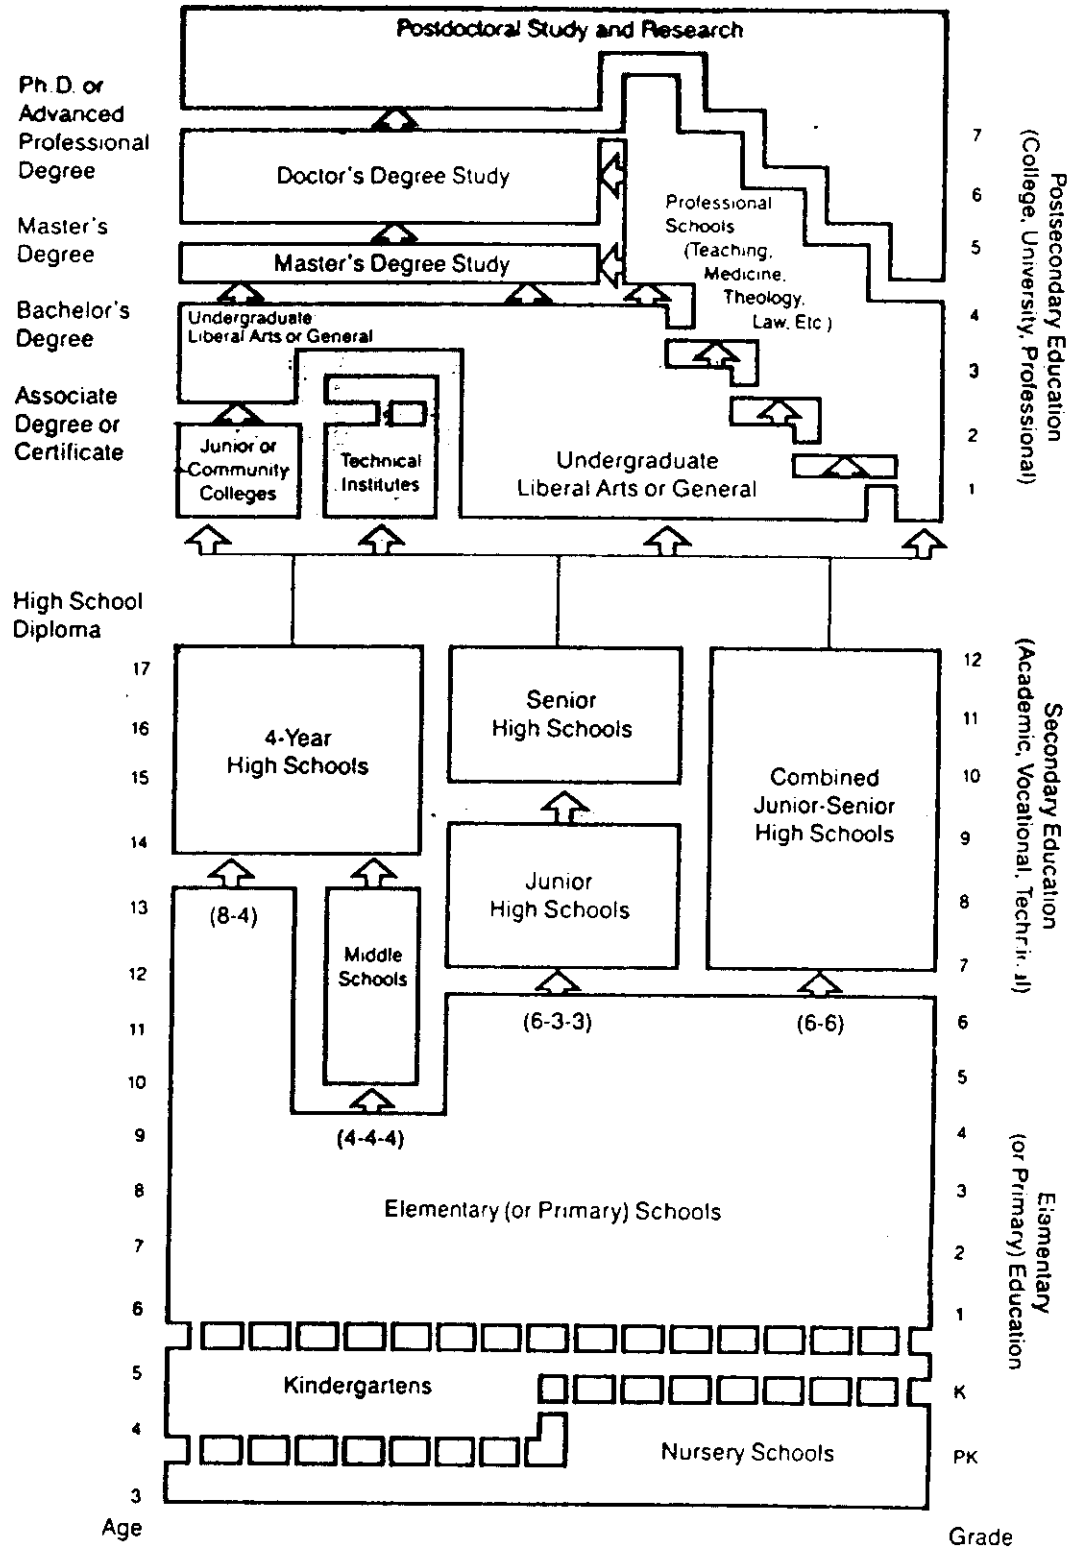 Postdoctoral Study and Research
Ph.D. or
Advanced
Professional
Degree
7
Doctor's Degree Study
6
Professional
Schools
(Teaching,
Medicine,
Theology,
Law, Etc.)
Master's
Degree
5
Master's Degree Study
Bachelor's
Degree
4
Undergraduate
Liberal Arts or General
3
Associate
Degree or
Certificate
2
Junior or
Community
Colleges
Technical
Institutes
Undergraduate
Liberal Arts or General
1
Postsecondary Education
(College, University, Professional)
High School
Diploma
17
12
16
11
15
10
14
9
4-Year
High Schools
Senior
High Schools
Combined
Junior-Senior
High Schools
Junior
High Schools
Secondary Education
13
8
(8-4)
Middle
Schools
12
7
(6-3-3)
(6-6)
11
6
10
5
(4-4-4)
9
4
8
3
Elementary (or Primary) Schools
7
2
6
1
Elementary
(or Primary) Education
5
Kindergartens
K
4
Nursery Schools
PK
3
Age
Grade